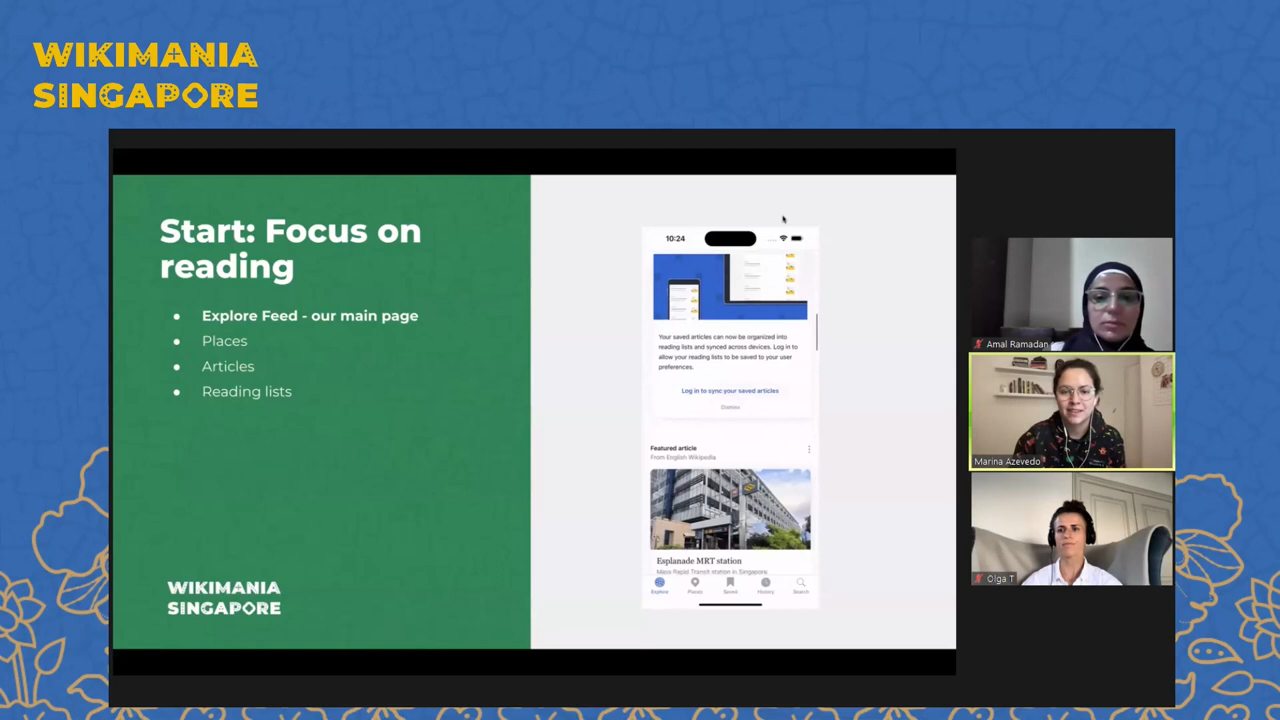 WIKIMANIA
SINGAPORE
Start: Focus on
reading
● Explore Feed - our main page
● Places
● Articles
● Reading lists
WIKIMANIA
SINGAPORE
10:24
Your saved articles can now be organized into
reading lists and synced across devices. Log in to
allow your reading lists to be saved to your user
preferences.
Log in to sync your saved articles
Dismiss
Featured article
From English Wikipedia
Esplanade MRT station
Mass Rapid Transit station in Singapore
Explore Places Saved History Search
Amal Ramadan
Marina Azevedo
Olga T